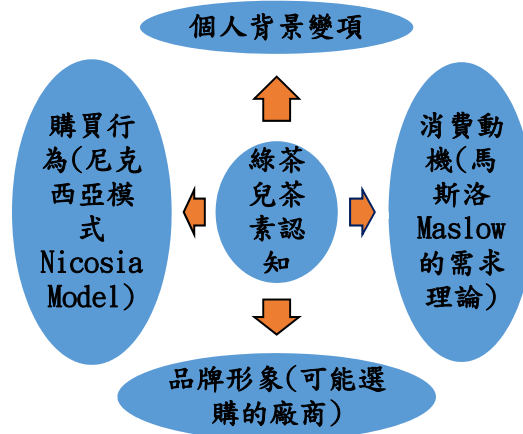 個人背景變項
購買行
為(尼克
西亞模
式
Nicosia
Model)
綠茶
兒茶
素認
知
消費動
機(馬
斯洛
Maslow
的需求
理論)
品牌形象(可能選
購的廠商)